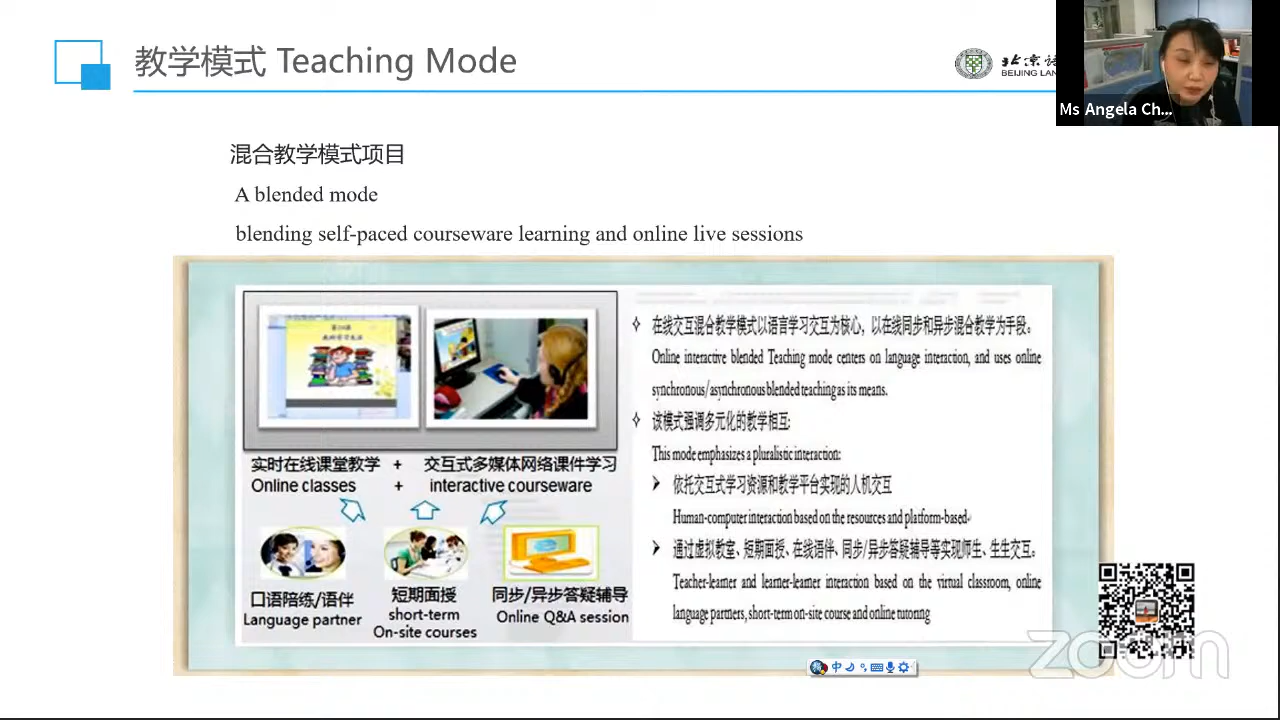 教学模式 Teaching Mode
BEIJING LAN
Ms Angela Ch...
混合教学模式项目
A blended mode
blending self-paced courseware learning and online live sessions
实时在线课堂教学 + 交互式多媒体网络课件学习
Online classes + interactive courseware
口语陪练/语伴
Language partner
短期面授
short-term
On-site courses
同步/异步答疑辅导
Online Q&A session
在线交互混合教学模式以语言学习交互为核心，以在线同步和异步混合教学为手段。
Online interactive blended Teaching mode centers on language interaction, and uses online
synchronous/asynchronous blended teaching as its means.
该模式强调多元化的教学相互:
This mode emphasizes a pluralistic interaction:
依托交互式学习资源和教学平台实现的人机交互
Human-computer interaction based on the resources and platform-based
通过虚拟教室、短期面授、在线语伴、同步/异步答疑辅导等实现师生、生生交互。
Teacher-learner and learner-learner interaction based on the virtual classroom, online
language partners, short-term on-site course and online tutoring
中
zoom